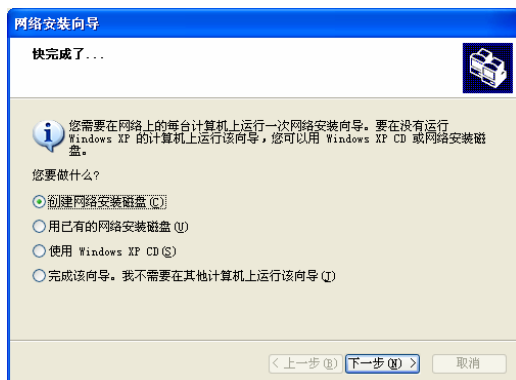 网络安装向导
快完成了...
您需要在网络上的每台计算机上运行一次网络安装向导。要在没有运行
Windows XP 的计算机上运行该向导，您可以用 Windows XP CD 或网络安装磁
盘。
您要做什么?
创建网络安装磁盘(C)
用已有的网络安装磁盘(U)
使用 Windows XP CD(S)
完成该向导。我不需要在其他计算机上运行该向导(J)
< 上一步(B) 下一步(N) > 取消